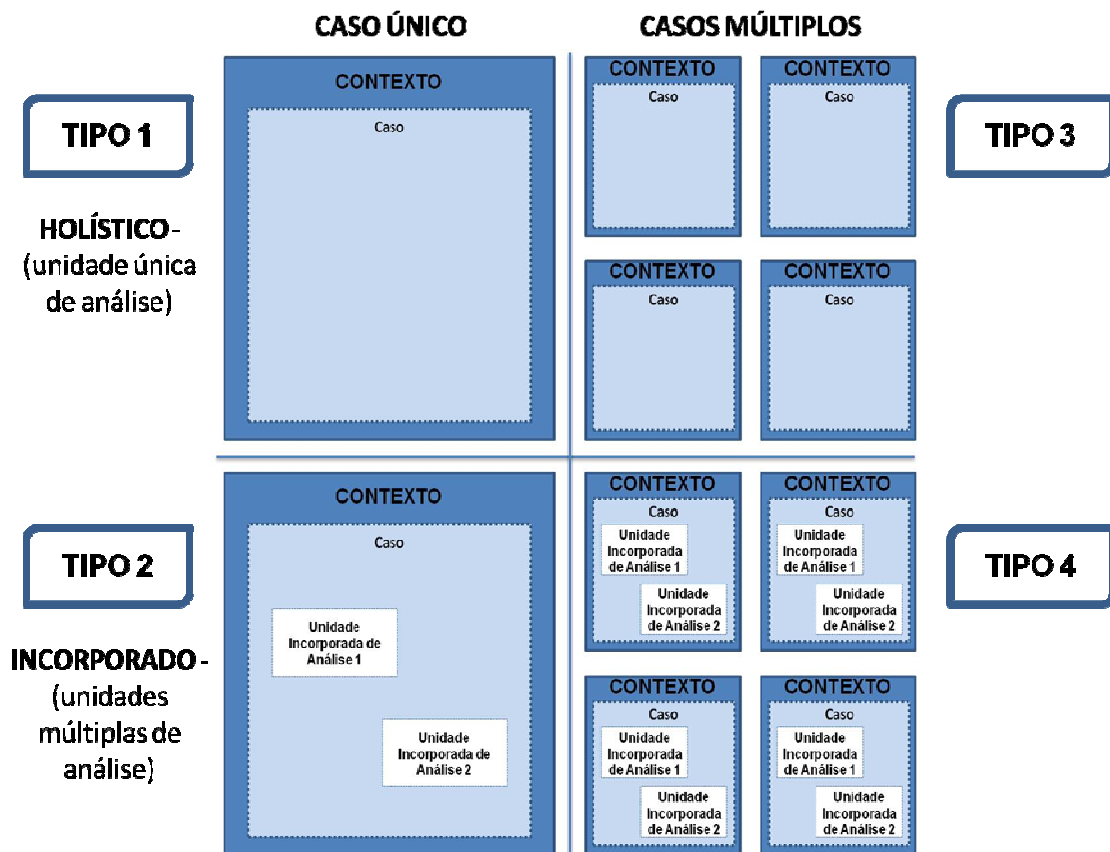 CASO ÚNICO
CASOS MÚLTIPLOS
TIPO 1
HOLÍSTICO -
(unidade única
de análise)
CONTEXTO
Caso
CONTEXTO
Caso
CONTEXTO
Caso
CONTEXTO
Caso
CONTEXTO
Caso
TIPO 3
TIPO 2
INCORPORADO -
(unidades
múltiplas de
análise)
CONTEXTO
Caso
Unidade
Incorporada de
Análise 1
Unidade
Incorporada de
Análise 2
CONTEXTO
Caso
Unidade
Incorporada
de Análise 1
Unidade
Incorporada
de Análise 2
CONTEXTO
Caso
Unidade
Incorporada
de Análise 1
Unidade
Incorporada
de Análise 2
CONTEXTO
Caso
Unidade
Incorporada
de Análise 1
Unidade
Incorporada
de Análise 2
CONTEXTO
Caso
Unidade
Incorporada
de Análise 1
Unidade
Incorporada
de Análise 2
TIPO 4